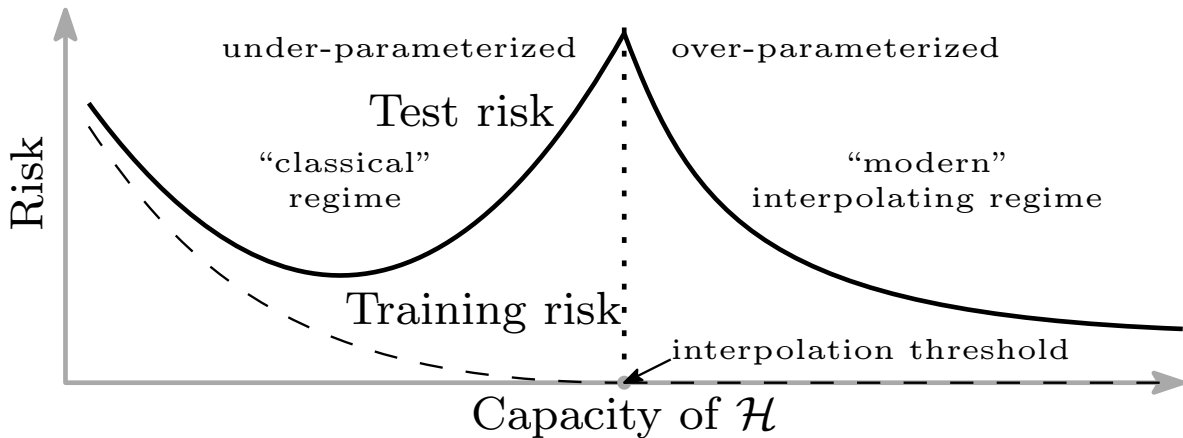 under-parameterized
over-parameterized
Test risk
“classical”
regime
“modern”
interpolating regime
Risk
Training risk
interpolation threshold
Capacity of ℋ